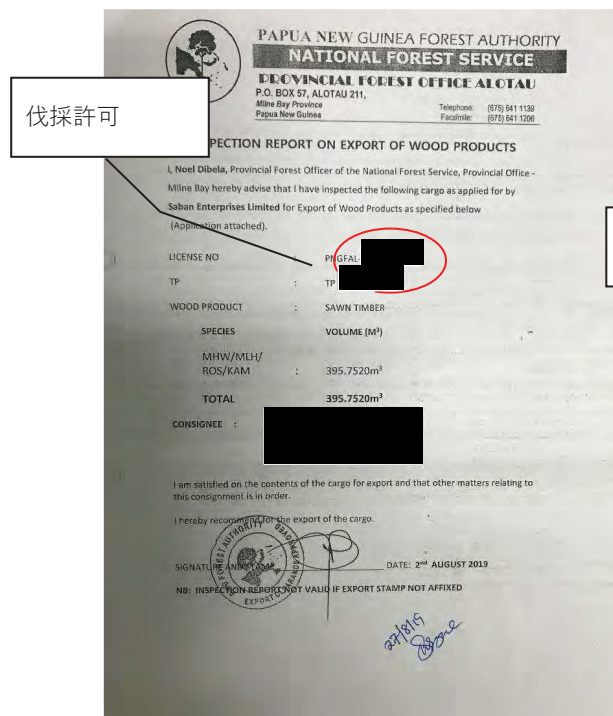 PAPUA NEW GUINEA FOREST AUTHORITY
NATIONAL FOREST SERVICE
PROVINCIAL FOREST OFFICE ALOTAU
P.O. BOX 57, ALOTAU 211,
Milne Bay Province Telephone: (675) 641 1139
Papua New Guinea Facsimile: (675) 641 1206
伐採許可
PECTION REPORT ON EXPORT OF WOOD PRODUCTS
I, Noel Dibela, Provincial Forest Officer of the National Forest Service, Provincial Office -
Milne Bay hereby advise that I have inspected the following cargo as applied for by
Saban Enterprises Limited for Export of Wood Products as specified below
(Application attached).
LICENSE NO : PNGFAL-
TP : TP
WOOD PRODUCT : SAWN TIMBER
SPECIES VOLUME (M³)
MHW/MLH/
ROS/KAM : 395.7520m³
TOTAL 395.7520m³
CONSIGNEE :
I am satisfied on the contents of the cargo for export and that other matters relating to
this consignment is in order.
I hereby recommend for the export of the cargo.
SIGNATURE AND STAMP DATE: 2nd AUGUST 2019
NB: INSPECTION REPORT NOT VALID IF EXPORT STAMP NOT AFFIXED
PNG FOREST AUTHORITY
EXPORT
27/8/19